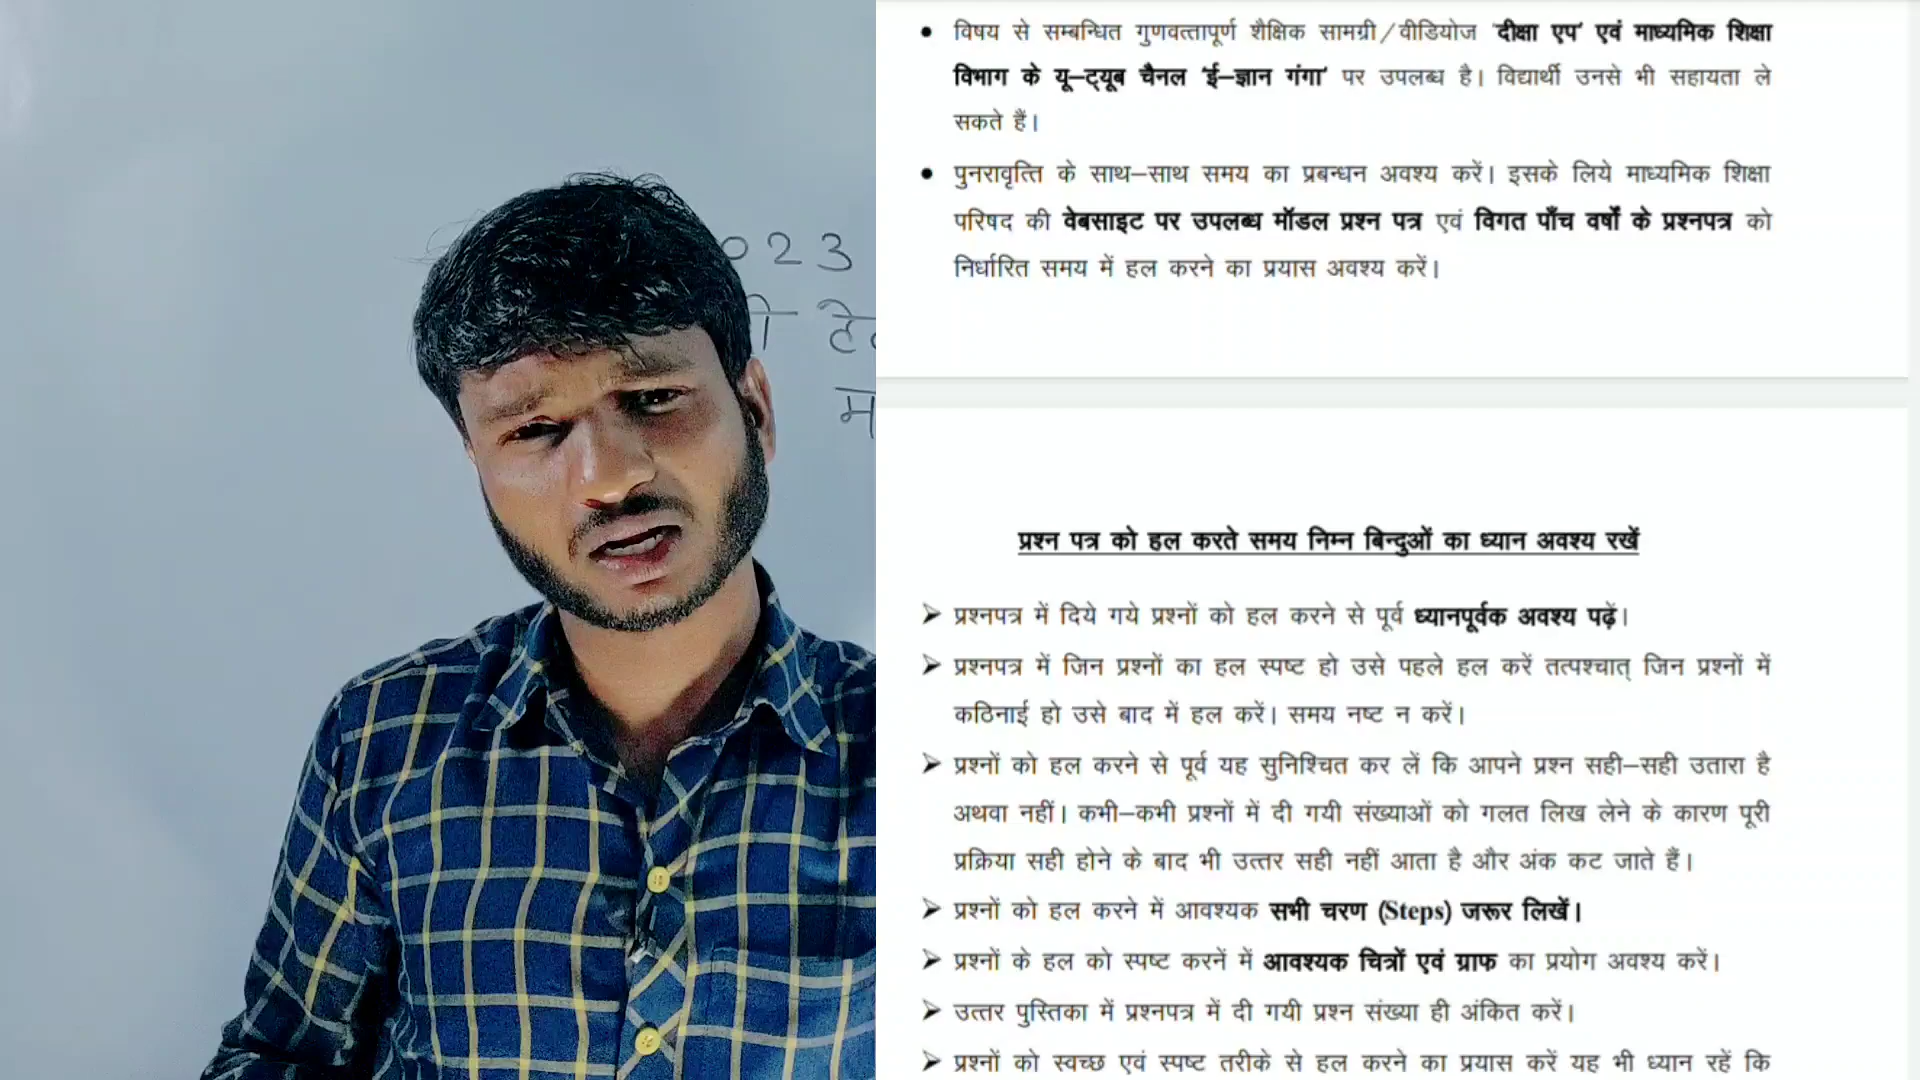 023
विषय से सम्बन्धित गुणवत्तापूर्ण शैक्षिक सामग्री/वीडियोज 'दीक्षा एप' एवं माध्यमिक शिक्षा
विभाग के यू–ट्यूब चैनल 'ई–ज्ञान गंगा' पर उपलब्ध है। विद्यार्थी उनसे भी सहायता ले
सकते हैं।
पुनरावृत्ति के साथ–साथ समय का प्रबन्धन अवश्य करें। इसके लिये माध्यमिक शिक्षा
परिषद की वेबसाइट पर उपलब्ध मॉडल प्रश्न पत्र एवं विगत पाँच वर्षों के प्रश्नपत्र को
निर्धारित समय में हल करने का प्रयास अवश्य करें।
प्रश्न पत्र को हल करते समय निम्न बिन्दुओं का ध्यान अवश्य रखें
प्रश्नपत्र में दिये गये प्रश्नों को हल करने से पूर्व ध्यानपूर्वक अवश्य पढ़ें।
प्रश्नपत्र में जिन प्रश्नों का हल स्पष्ट हो उसे पहले हल करें तत्पश्चात् जिन प्रश्नों में
कठिनाई हो उसे बाद में हल करें। समय नष्ट न करें।
प्रश्नों को हल करने से पूर्व यह सुनिश्चित कर लें कि आपने प्रश्न सही–सही उतारा है
अथवा नहीं। कभी–कभी प्रश्नों में दी गयी संख्याओं को गलत लिख लेने के कारण पूरी
प्रक्रिया सही होने के बाद भी उत्तर सही नहीं आता है और अंक कट जाते हैं।
प्रश्नों को हल करने में आवश्यक सभी चरण (Steps) जरूर लिखें।
प्रश्नों के हल को स्पष्ट करनें में आवश्यक चित्रों एवं ग्राफ का प्रयोग अवश्य करें।
उत्तर पुस्तिका में प्रश्नपत्र में दी गयी प्रश्न संख्या ही अंकित करें।
प्रश्नों को स्वच्छ एवं स्पष्ट तरीके से हल करने का प्रयास करें यह भी ध्यान रहें कि